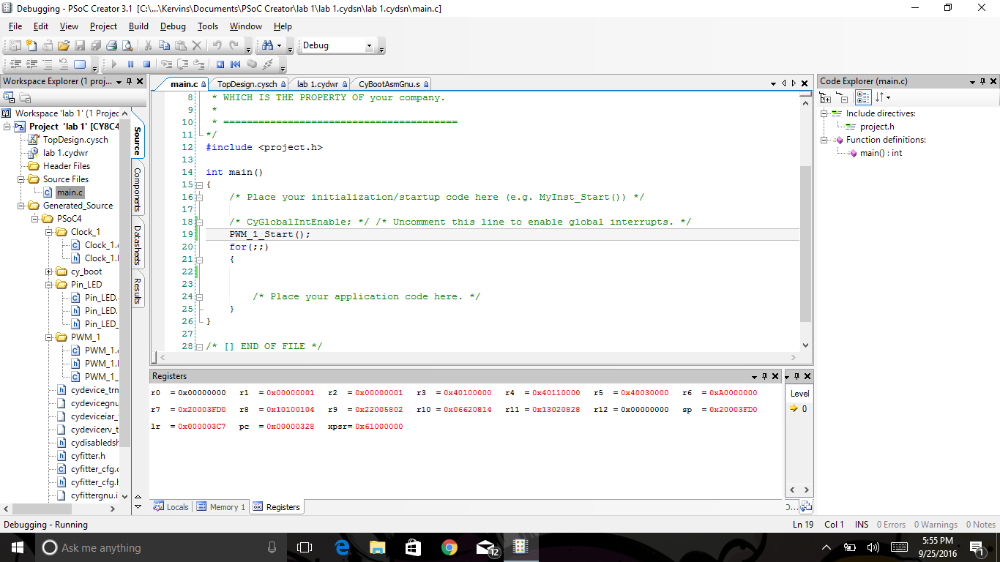 Debugging - PSoC Creator 3.1 [C:\...\Kervins\Documents\PSoC Creator\lab 1\lab 1.cydsn\lab 1.cydsn\main.c]
File Edit View Project Build Debug Tools Window Help
Debug
Workspace Explorer (1 proj...
Workspace 'lab 1' (1 Projec
Project 'lab 1' [CY8C4
TopDesign.cysch
lab 1.cydwr
Header Files
Source Files
main.c
Generated_Source
PSoC4
Clock_1
Clock_1.c
Clock_1.h
cy_boot
Pin_LED
Pin_LED.
Pin_LED.
Pin_LED_
PWM_1
PWM_1.c
PWM_1.h
PWM_1_
cydevice_trm
cydevicegnu
cydeviceiar_
cydevicerv_t
cydisabledsh
cyfitter.h
cyfitter_cfg.c
cyfitter_cfg.h
cyfittergnu.i
Source
Components
Datasheets
Results
main.c TopDesign.cysch lab 1.cydwr CyBootAsmGnu.s
8 * WHICH IS THE PROPERTY OF your company.
9 *
10 * ========================================
11 */
12 #include <project.h>
13
14 int main()
15 {
16 /* Place your initialization/startup code here (e.g. MyInst_Start()) */
17
18 /* CyGlobalIntEnable; */ /* Uncomment this line to enable global interrupts. */
19 PWM_1_Start();
20 for(;;)
21 {
22
23
24 /* Place your application code here. */
25 }
26 }
27
28 /* [] END OF FILE */
Registers
r0 = 0x00000000 r1 = 0x00000001 r2 = 0x00000001 r3 = 0x40100000 r4 = 0x40110000 r5 = 0x40030000 r6 = 0xA0000000
r7 = 0x20003FD0 r8 = 0x10100104 r9 = 0x22005802 r10 = 0x06620814 r11 = 0x13020828 r12 = 0x00000000 sp = 0x20003FD0
lr = 0x000003C7 pc = 0x00000328 xpsr= 0x61000000
Level
0
Locals Memory 1 Registers
Code Explorer (main.c)
Include directives:
project.h
Function definitions:
main() : int
Debugging - Running
Ln 19 Col 1 INS 0 Errors 0 Warnings 0 Notes
Ask me anything
12
5:55 PM
9/25/2016
1